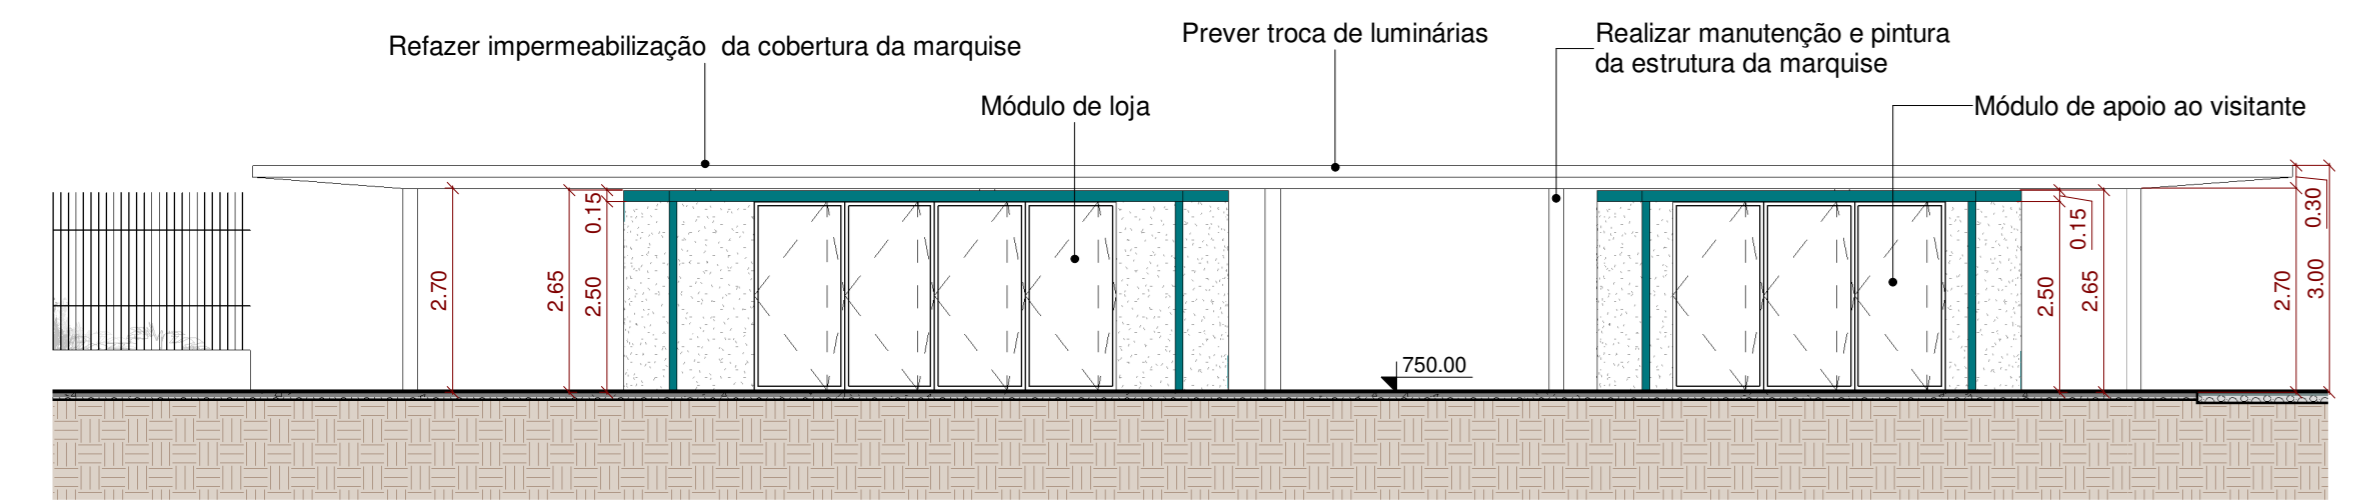 Refazer impermeabilização  da cobertura da marquise
Prever troca de luminárias
Realizar manutenção e pintura
da estrutura da marquise
Módulo de loja
Módulo de apoio ao visitante
2.70
2.65
0.15
2.50
750.00
0.15
2.50
2.65
0.30
2.70
3.00